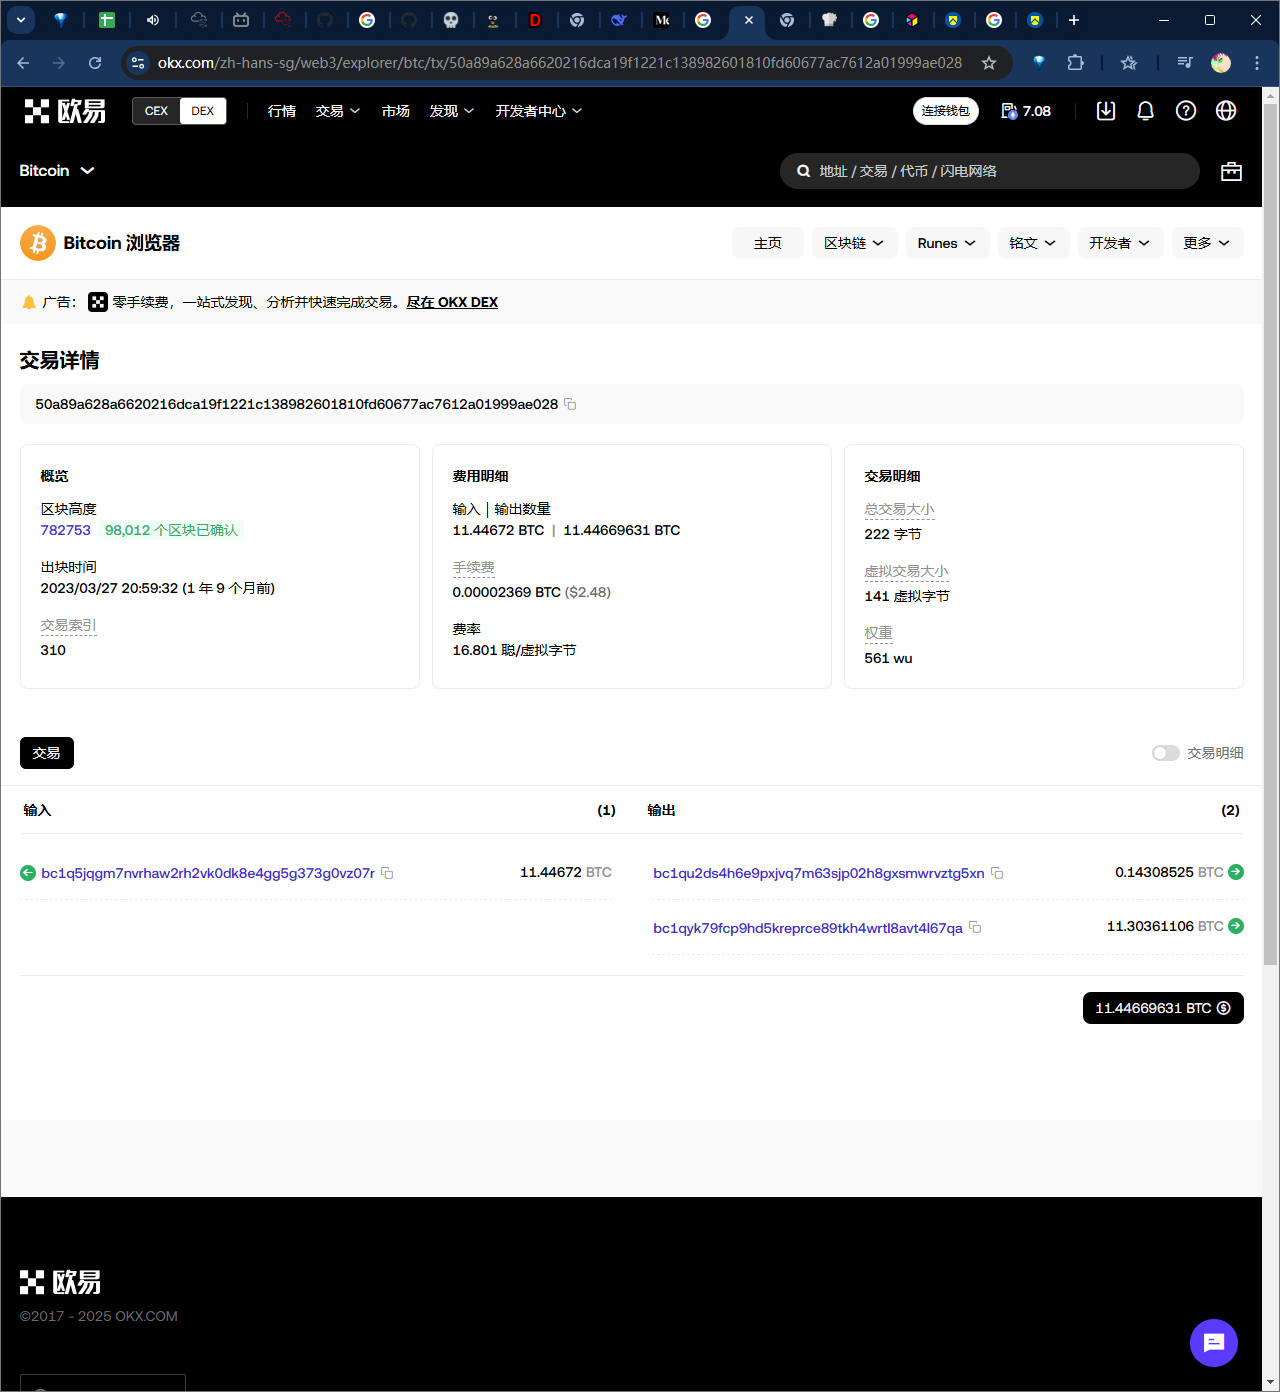 okx.com/zh-hans-sg/web3/explorer/btc/tx/50a89a628a6620216dca19f1221c138982601810fd60677ac7612a01999ae028
欧易 CEX DEX 行情 交易 市场 发现 开发者中心 连接钱包 7.08
Bitcoin 地址 / 交易 / 代币 / 闪电网络
Bitcoin 浏览器 主页 区块链 Runes 铭文 开发者 更多
广告： 零手续费，一站式发现、分析并快速完成交易。尽在 OKX DEX
交易详情
50a89a628a6620216dca19f1221c138982601810fd60677ac7612a01999ae028
概览
区块高度
782753 98,012 个区块已确认
出块时间
2023/03/27 20:59:32 (1 年 9 个月前)
交易索引
310
费用明细
输入 | 输出数量
11.44672 BTC | 11.44669631 BTC
手续费
0.00002369 BTC ($2.48)
费率
16.801 聪/虚拟字节
交易明细
总交易大小
222 字节
虚拟交易大小
141 虚拟字节
权重
561 wu
交易 交易明细
输入 (1) 输出 (2)
bc1q5jqgm7nvrhaw2rh2vk0dk8e4gg5g373g0vz07r 11.44672 BTC
bc1qu2ds4h6e9pxjvq7m63sjp02h8gxsmwrvztg5xn 0.14308525 BTC
bc1qyk79fcp9hd5kreprce89tkh4wrtl8avt4l67qa 11.30361106 BTC
11.44669631 BTC
欧易
©2017 - 2025 OKX.COM